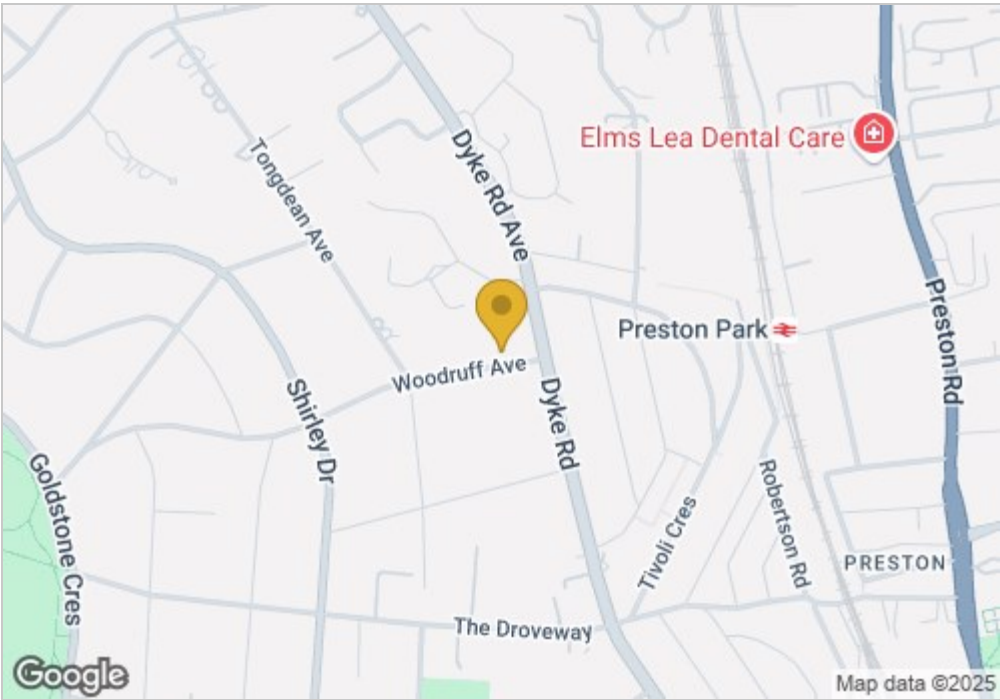 Elms Lea Dental Care
Dyke Rd Ave
Tongdean Ave
Preston Park
Preston Rd
Woodruff Ave
Shirley Dr
Dyke Rd
Goldstone Cres
Robertson Rd
Tivoli Cres
PRESTON
The Droveway
Google
Map data ©2025